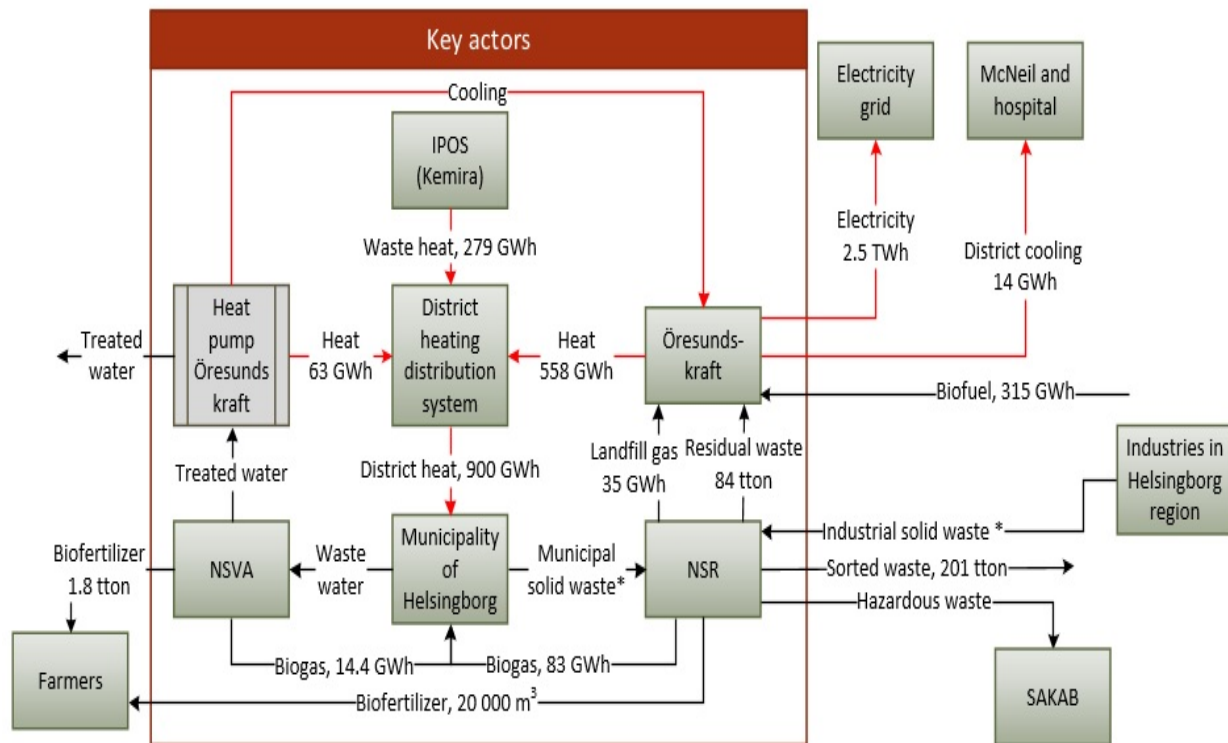 Key actors
Electricity
grid
McNeil and
hospital
Cooling
IPOS
(Kemira)
Electricity
2.5 TWh
District cooling
14 GWh
Waste heat, 279 GWh
Treated
water
Heat
pump
Öresunds
kraft
Heat
63 GWh
District
heating
distribution
system
Heat
558 GWh
Öresunds-
kraft
Biofuel, 315 GWh
Treated water
District heat, 900 GWh
Landfill gas
35 GWh
Residual waste
84 tton
Industries in
Helsingborg
region
Biofertilizer
1.8 tton
NSVA
Waste
water
Municipality
of
Helsingborg
Municipal
solid waste*
NSR
Industrial solid waste *
Sorted waste, 201 tton
Hazardous waste
Farmers
Biogas, 14.4 GWh
Biogas, 83 GWh
Biofertilizer, 20 000 m³
SAKAB